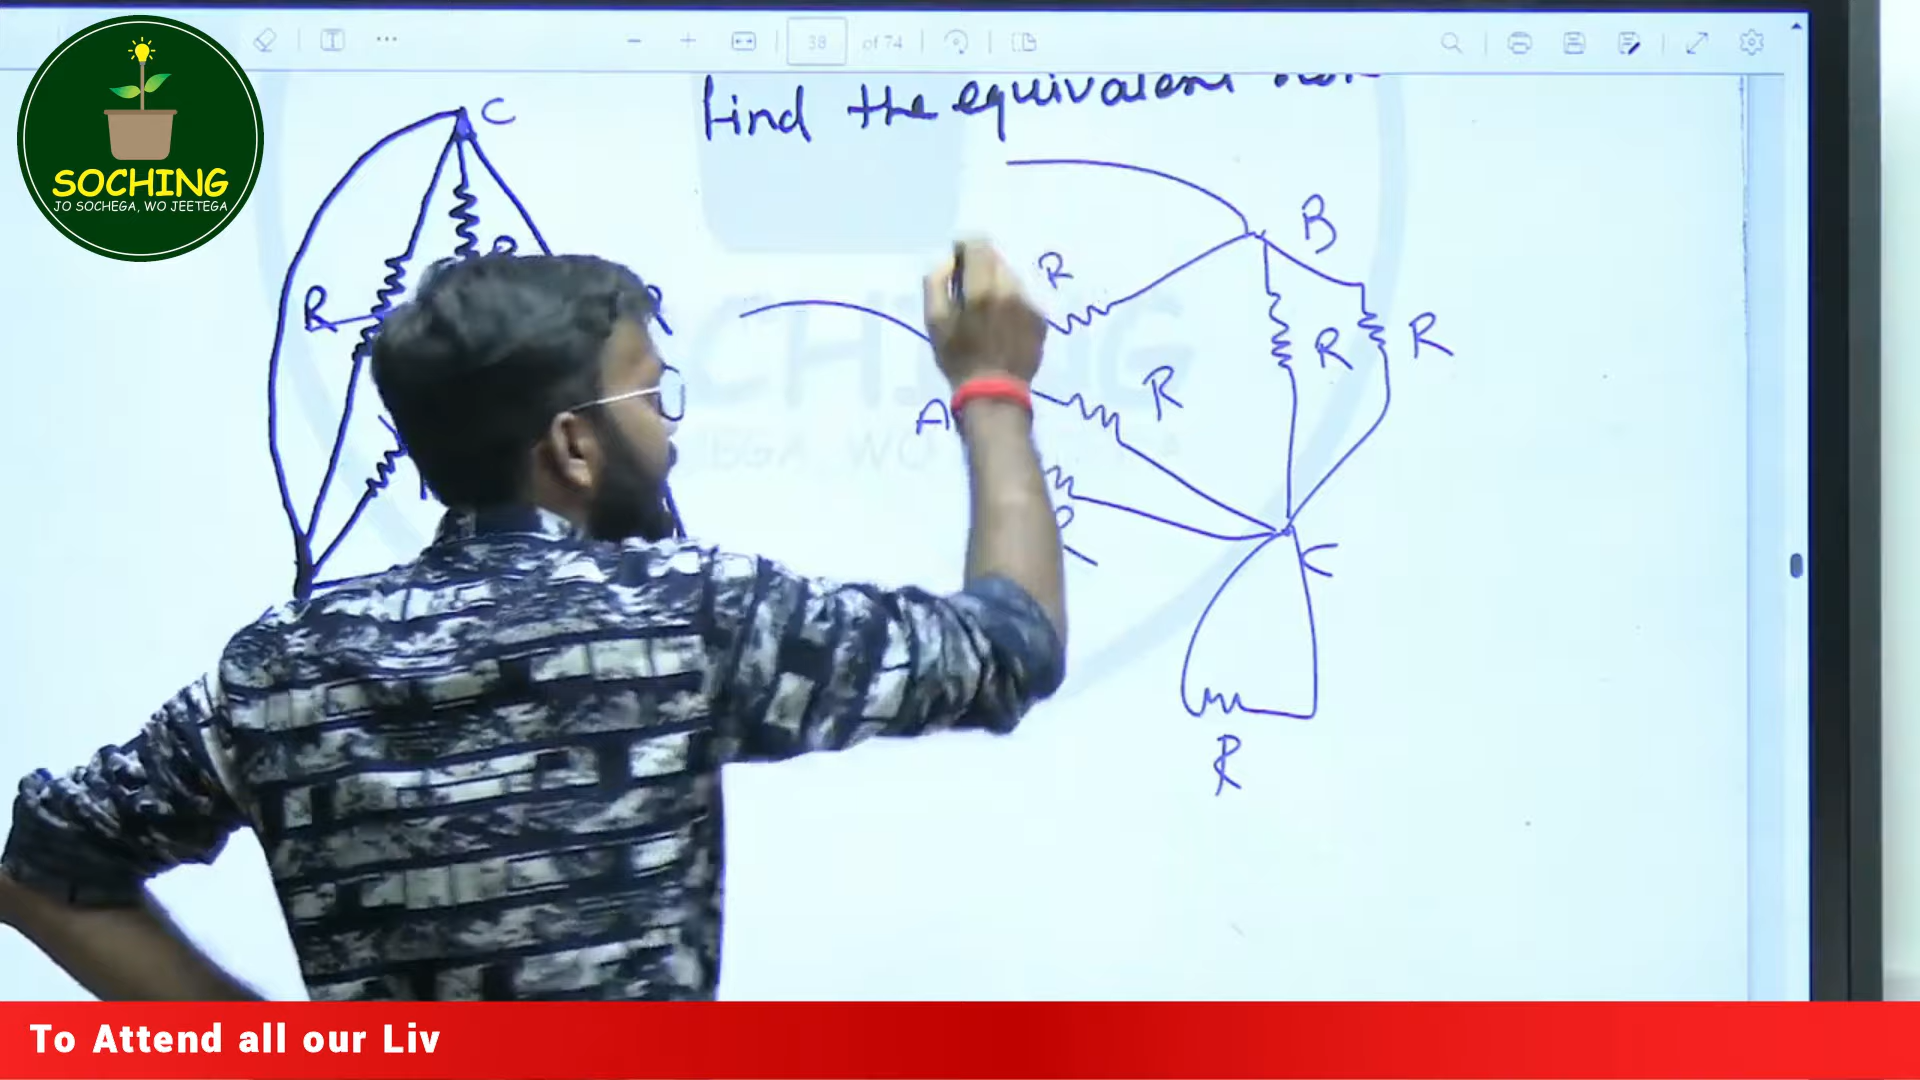 38 of 74
SOCHING
JO SOCHEGA, WO JEETEGA
C
find the equivalent
B
R
R
R
R
R
A
C
R
To Attend all our Liv